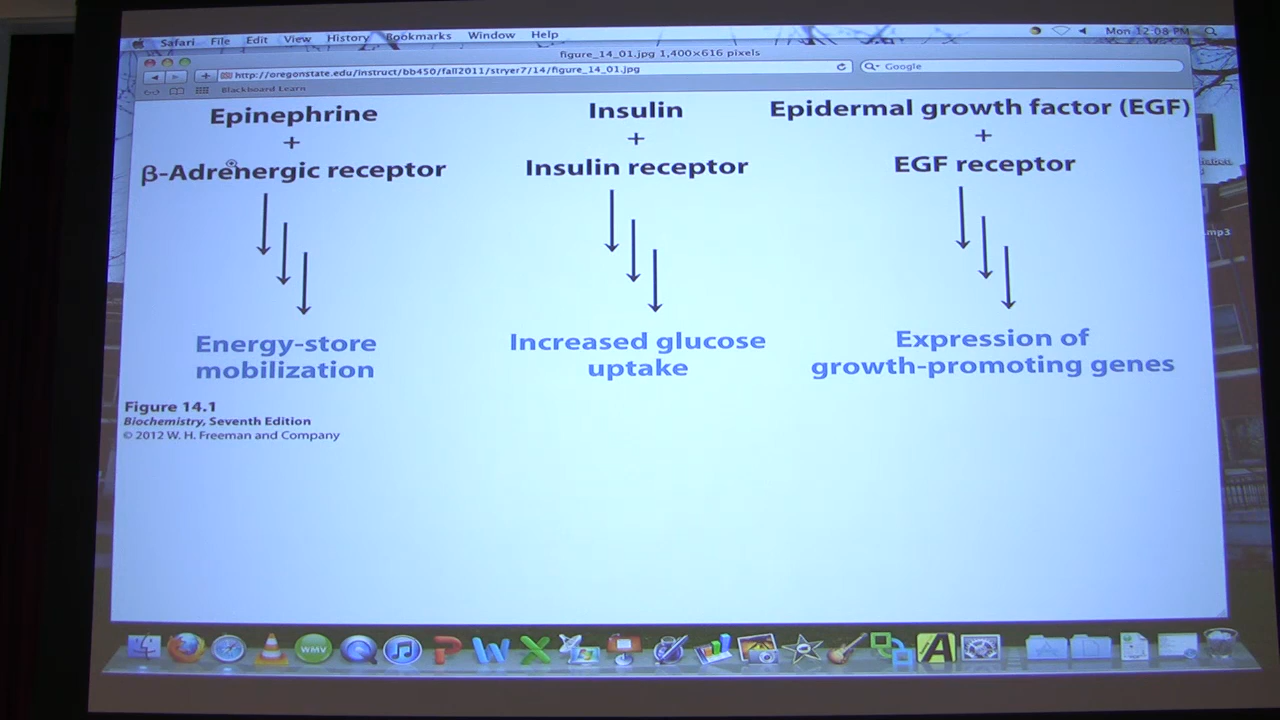 Safari File Edit View History Bookmarks Window Help Mon 12:08 PM
figure_14_01.jpg 1,400×616 pixels
http://oregonstate.edu/instruct/bb450/fall2011/stryer7/14/figure_14_01.jpg
Google
Blackboard Learn
Epinephrine
+
β-Adrenergic receptor
Energy-store
mobilization
Insulin
+
Insulin receptor
Increased glucose
uptake
Epidermal growth factor (EGF)
+
EGF receptor
Expression of
growth-promoting genes
Figure 14.1
Biochemistry, Seventh Edition
© 2012 W. H. Freeman and Company
.mp3
WMV